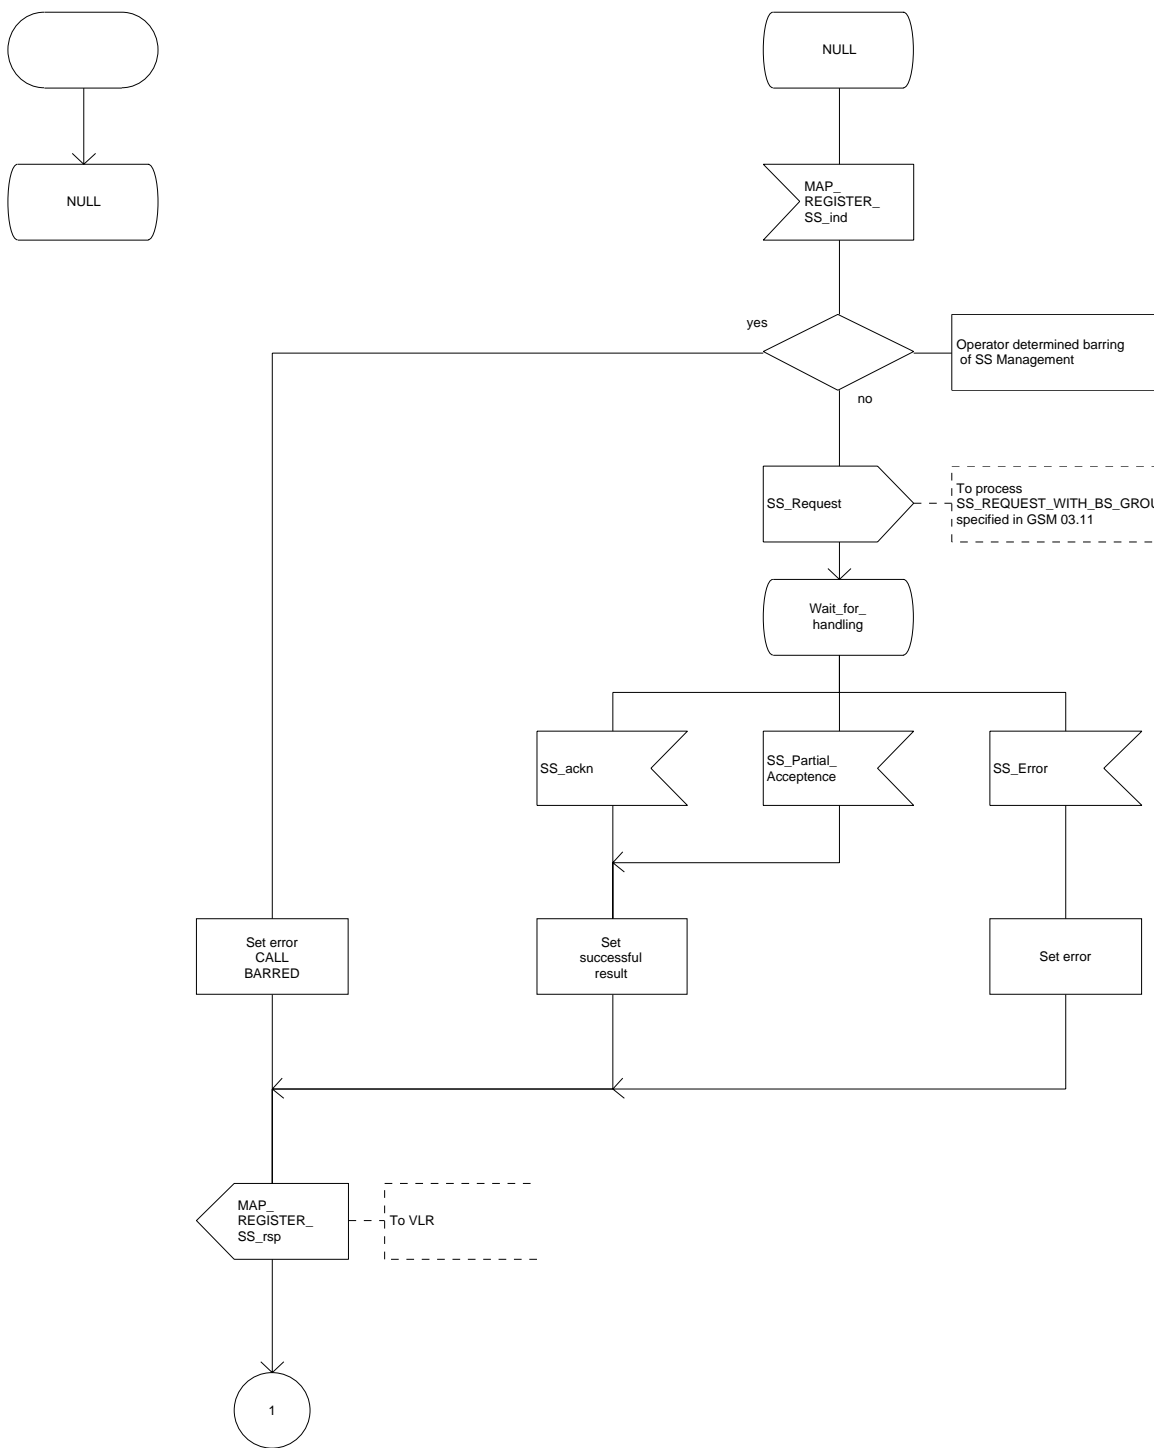 NULL
NULL
MAP_
REGISTER_
SS_ind
yes
Operator determined barring
of SS Management
no
SS_Request
To process
SS_REQUEST_WITH_BS_GROU
specified in GSM 03.11
Wait_for_
handling
SS_ackn
SS_Partial_
Acceptence
SS_Error
Set error
CALL
BARRED
Set
successful
result
Set error
MAP_
REGISTER_
SS_rsp
To VLR
1